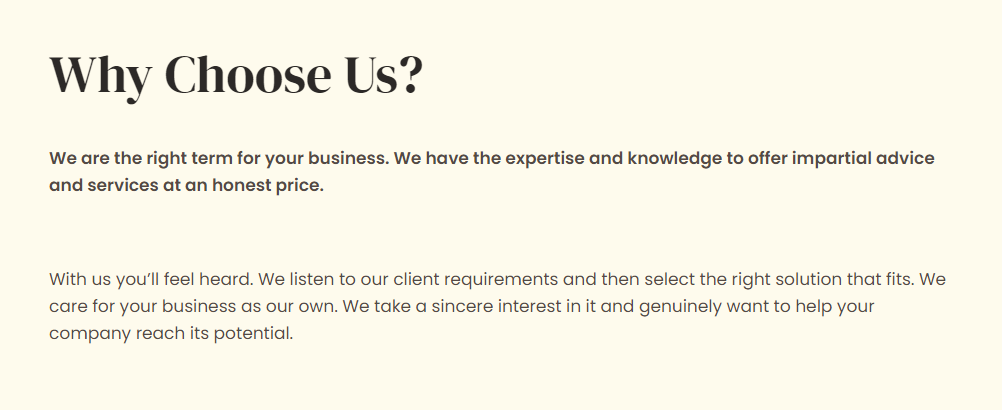 Why Choose Us?
We are the right term for your business. We have the expertise and knowledge to offer impartial advice
and services at an honest price.
With us you’ll feel heard. We listen to our client requirements and then select the right solution that fits. We
care for your business as our own. We take a sincere interest in it and genuinely want to help your
company reach its potential.